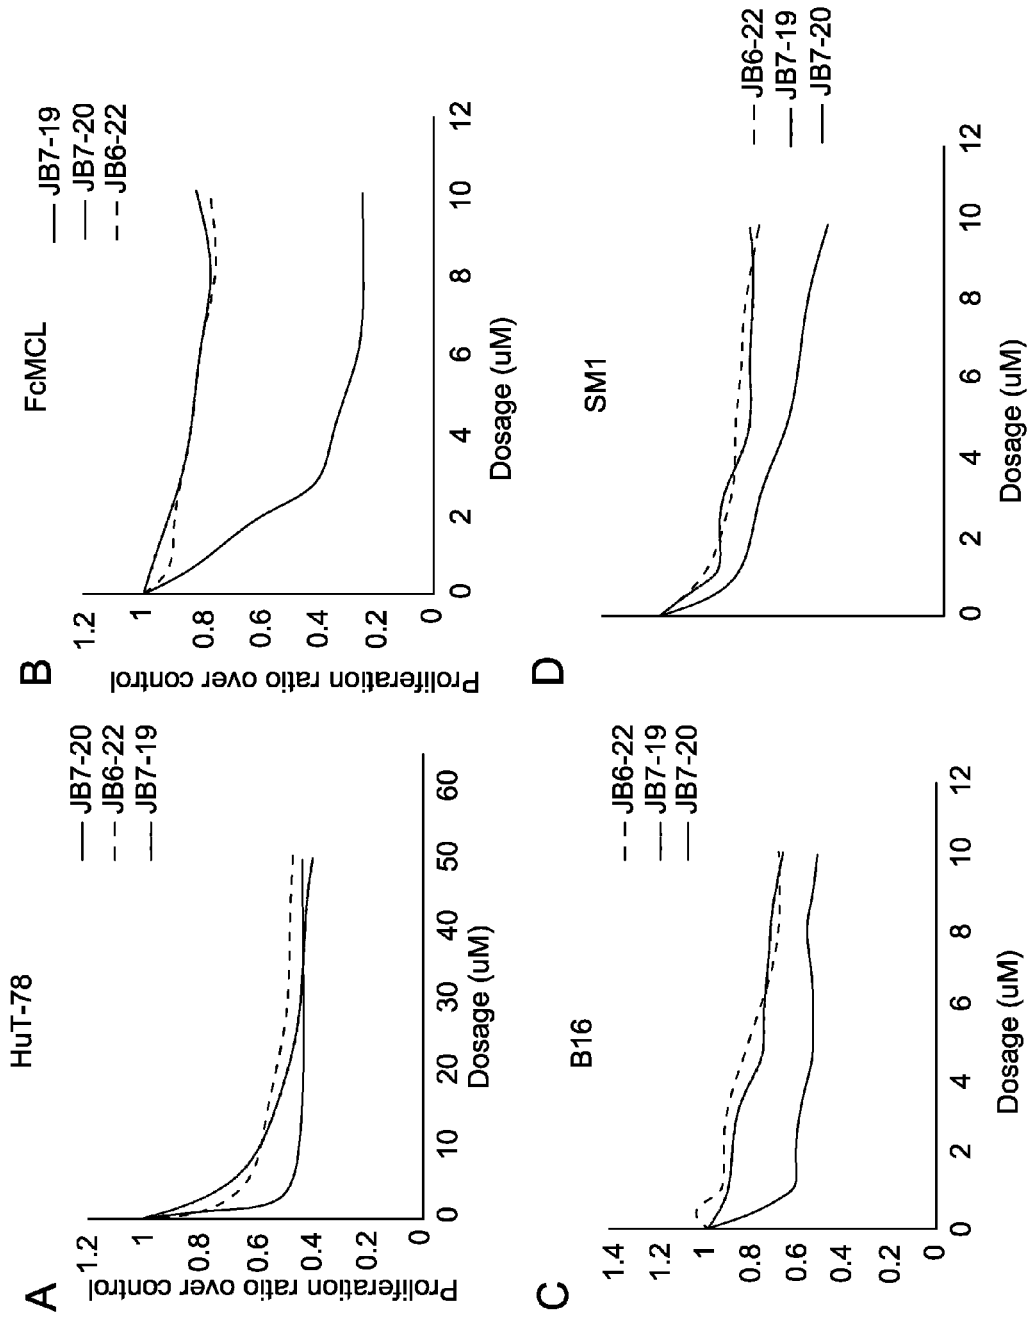 A
HuT-78
Proliferation ratio over control
1.2
1
0.8
0.6
0.4
0.2
0
0 10 20 30 40 50 60
Dosage (uM)
JB7-20
JB6-22
JB7-19
B
FcMCL
Proliferation ratio over control
1.2
1
0.8
0.6
0.4
0.2
0
0 2 4 6 8 10 12
Dosage (uM)
JB7-19
JB7-20
JB6-22
C
B16
1.4
1.2
1
0.8
0.6
0.4
0.2
0
0 2 4 6 8 10 12
Dosage (uM)
JB6-22
JB7-19
JB7-20
D
SM1
0 2 4 6 8 10 12
Dosage (uM)
JB6-22
JB7-19
JB7-20